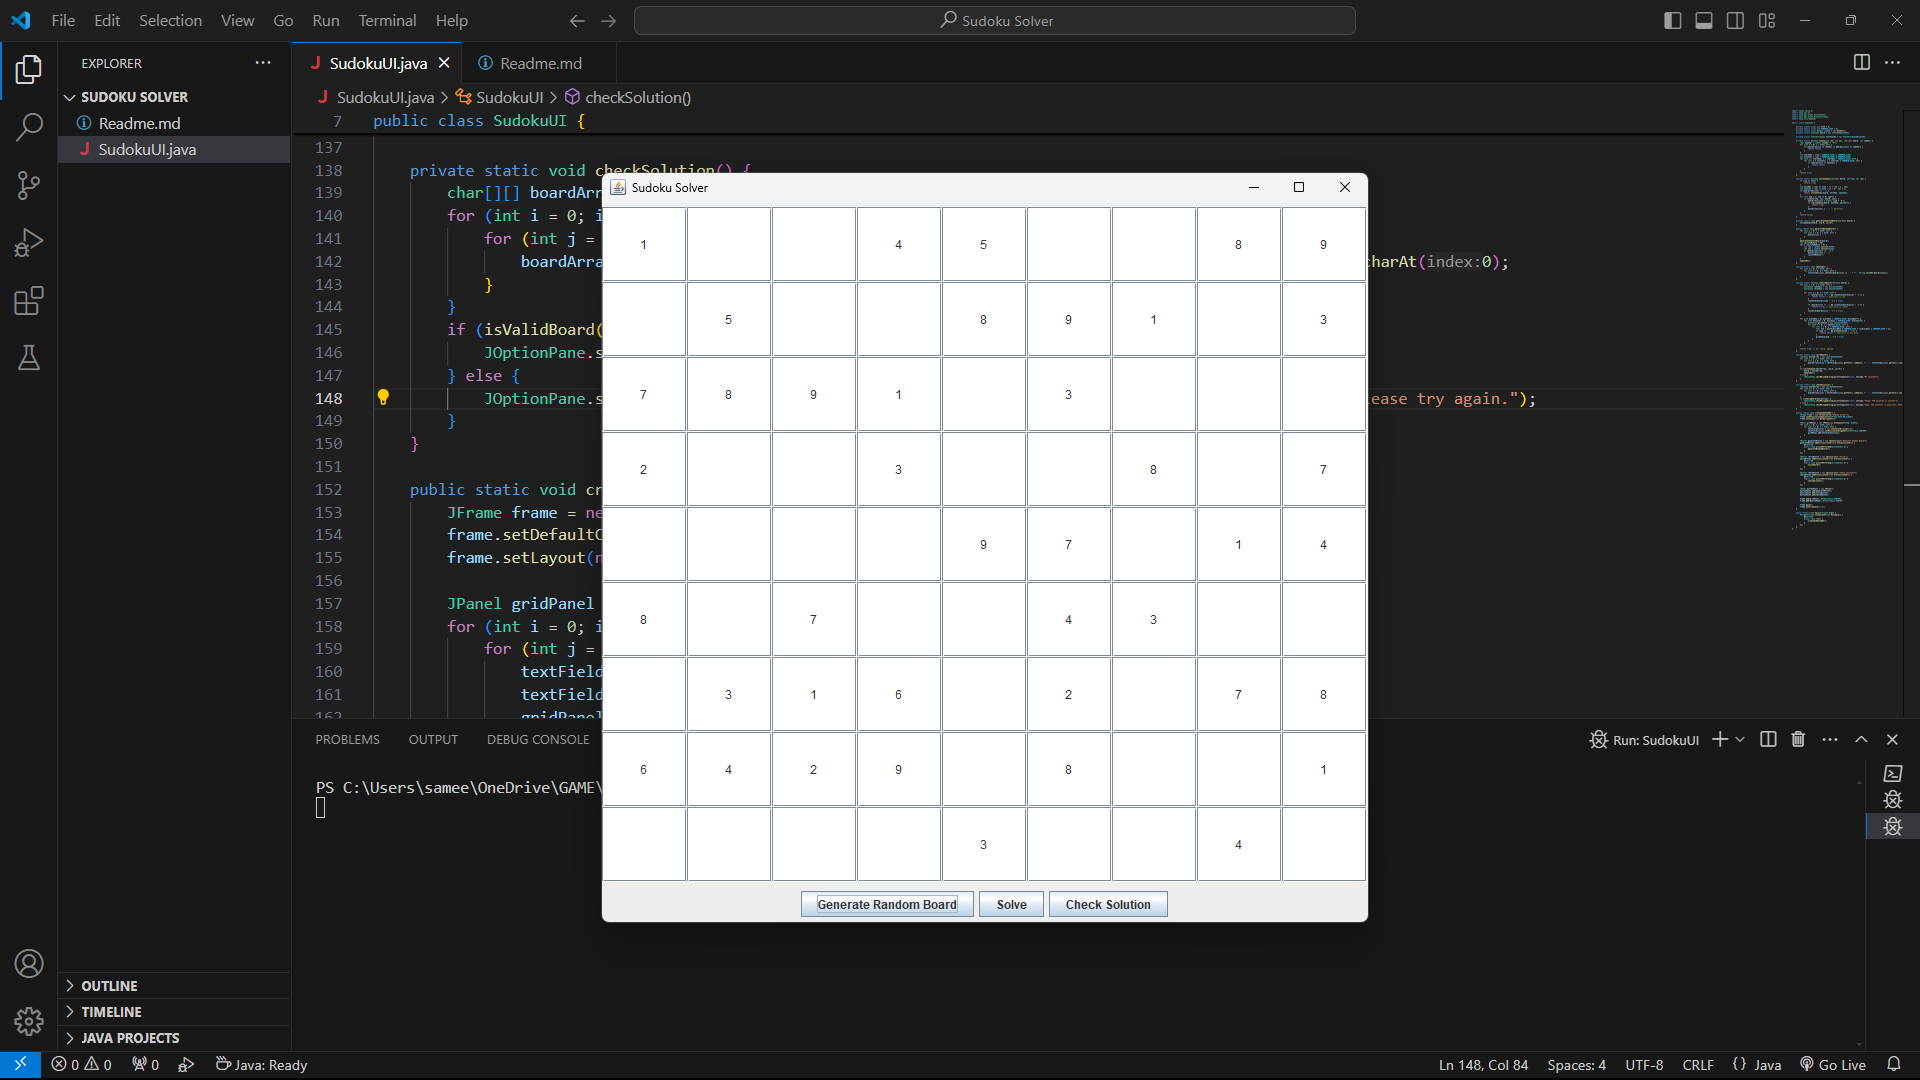 File Edit Selection View Go Run Terminal Help
Sudoku Solver
EXPLORER
SUDOKU SOLVER
Readme.md
SudokuUI.java
SudokuUI.java
Readme.md
SudokuUI.java > SudokuUI > checkSolution()
7 public class SudokuUI {
137
138 private static void checkSolution() {
139 char[][] boardArr
140 for (int i = 0; i
141 for (int j =
142 boardArra harAt(index:0);
143 }
144 }
145 if (isValidBoard(
146 JOptionPane.s
147 } else {
148 JOptionPane.s lease try again.");
149 }
150 }
151
152 public static void cr
153 JFrame frame = ne
154 frame.setDefaultC
155 frame.setLayout(n
156
157 JPanel gridPanel
158 for (int i = 0; i
159 for (int j =
160 textField
161 textField
162 gridPanel
Sudoku Solver
1 4 5 8 9
5 8 9 1 3
7 8 9 1 3
2 3 8 7
9 7 1 4
8 7 4 3
3 1 6 2 7 8
6 4 2 9 8 1
3 4
Generate Random Board Solve Check Solution
PROBLEMS OUTPUT DEBUG CONSOLE
Run: SudokuUI
PS C:\Users\samee\OneDrive\GAME\
OUTLINE
TIMELINE
JAVA PROJECTS
0 0 0 Java: Ready
Ln 148, Col 84 Spaces: 4 UTF-8 CRLF {} Java Go Live